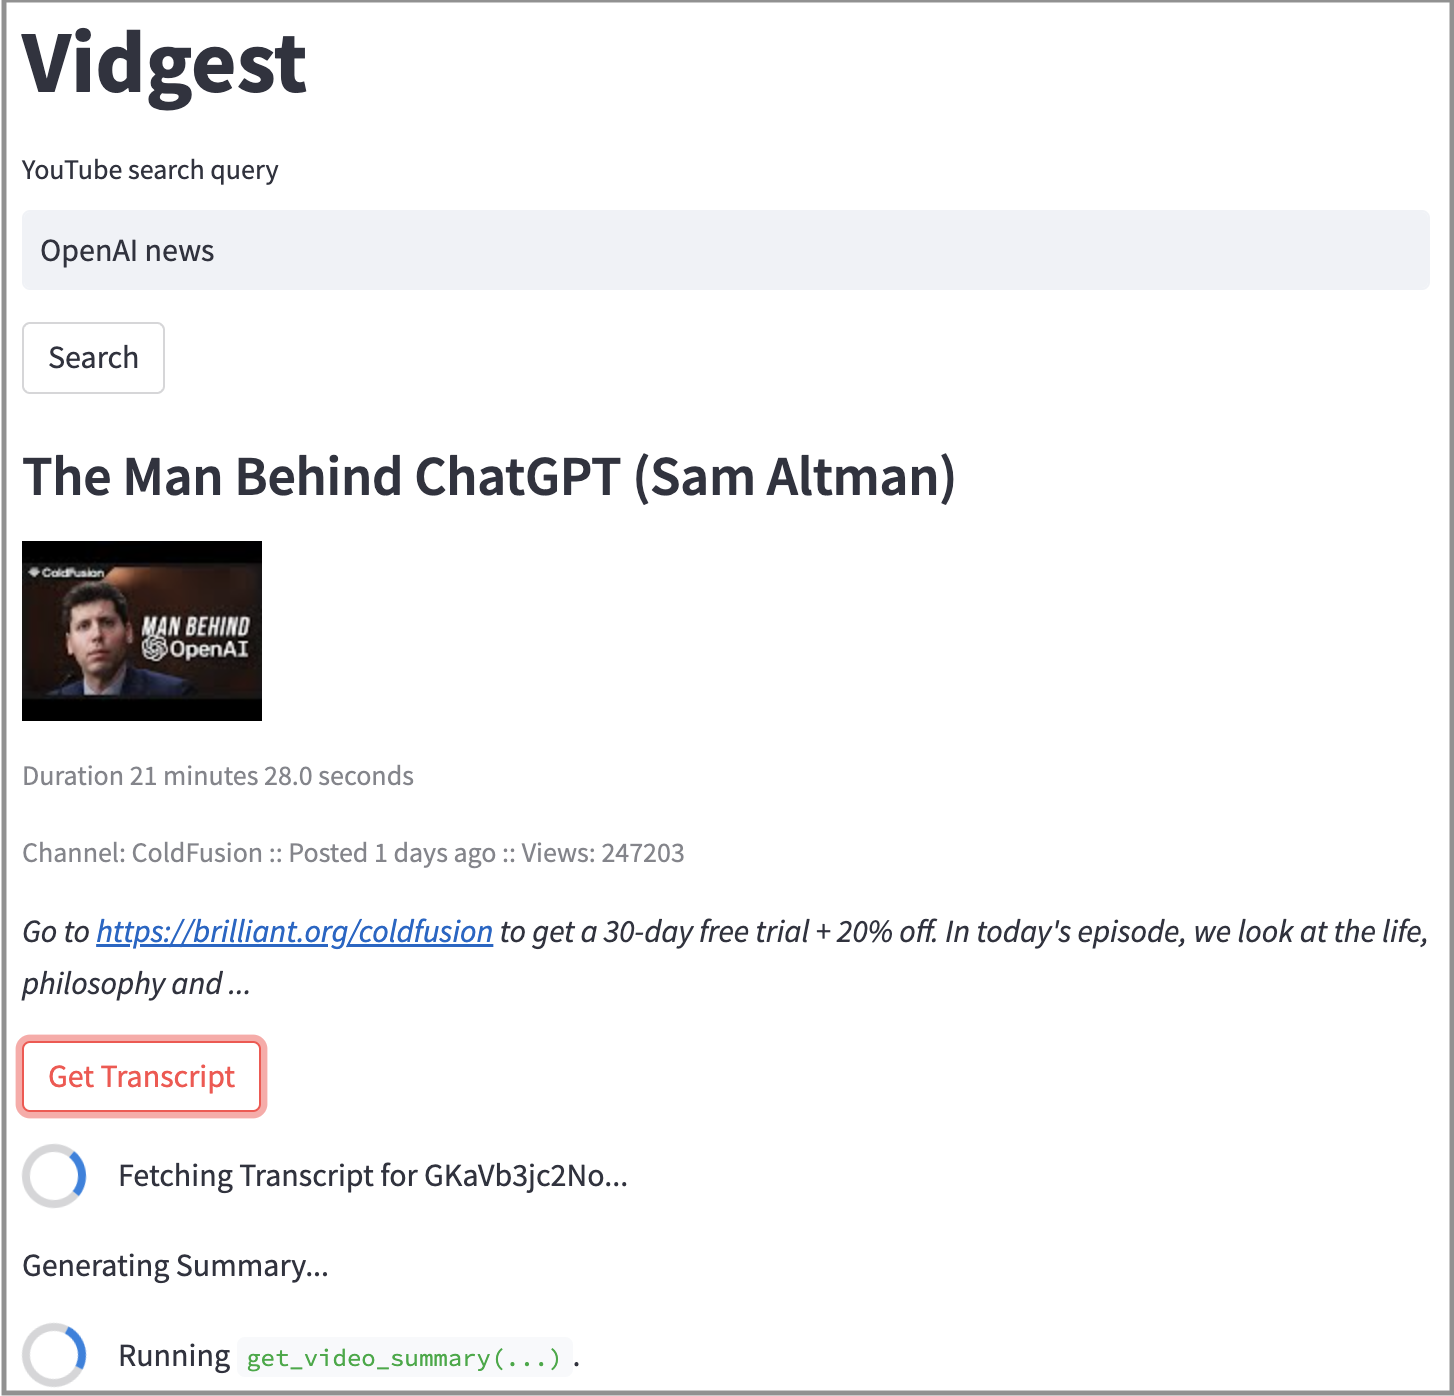 Vidgest
YouTube search query
OpenAI news
Search
The Man Behind ChatGPT (Sam Altman)
ColdFusion
MAN BEHIND
OpenAI
Duration 21 minutes 28.0 seconds
Channel: ColdFusion :: Posted 1 days ago :: Views: 247203
Go to https://brilliant.org/coldfusion to get a 30-day free trial + 20% off. In today's episode, we look at the life,
philosophy and ...
Get Transcript
Fetching Transcript for GKaVb3jc2No...
Generating Summary...
Running get_video_summary(...) .